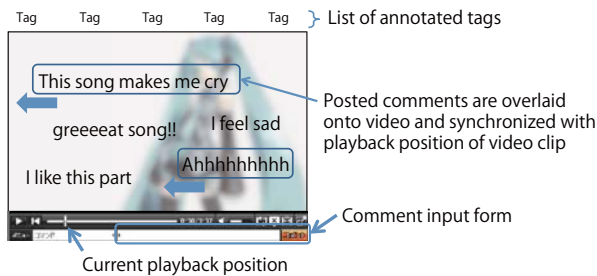 Tag Tag Tag Tag Tag
List of annotated tags
This song makes me cry
greeeeat song!!
I feel sad
Ahhhhhhhhh
I like this part
Posted comments are overlaid
onto video and synchronized with
playback position of video clip
Comment input form
Current playback position